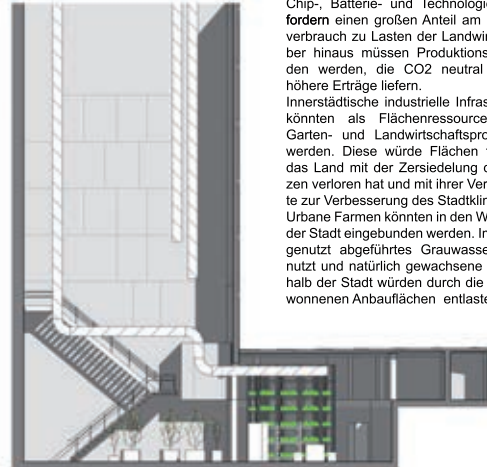 Chip-, Batterie- und Technologie
fordern einen großen Anteil am
verbrauch zu Lasten der Landwir
ber hinaus müssen Produktions
den werden, die CO2 neutral
höhere Erträge liefern.
Innerstädtische industrielle Infras
könnten als Flächenressource
Garten- und Landwirtschaftspro
werden. Diese würde Flächen
das Land mit der Zersiedelung d
zen verloren hat und mit ihrer Ver
te zur Verbesserung des Stadtklin
Urbane Farmen könnten in den W
der Stadt eingebunden werden. In
genutzt abgeführtes Grauwasse
nutzt und natürlich gewachsene
halb der Stadt würden durch die
wonnenen Anbauflächen entlaste